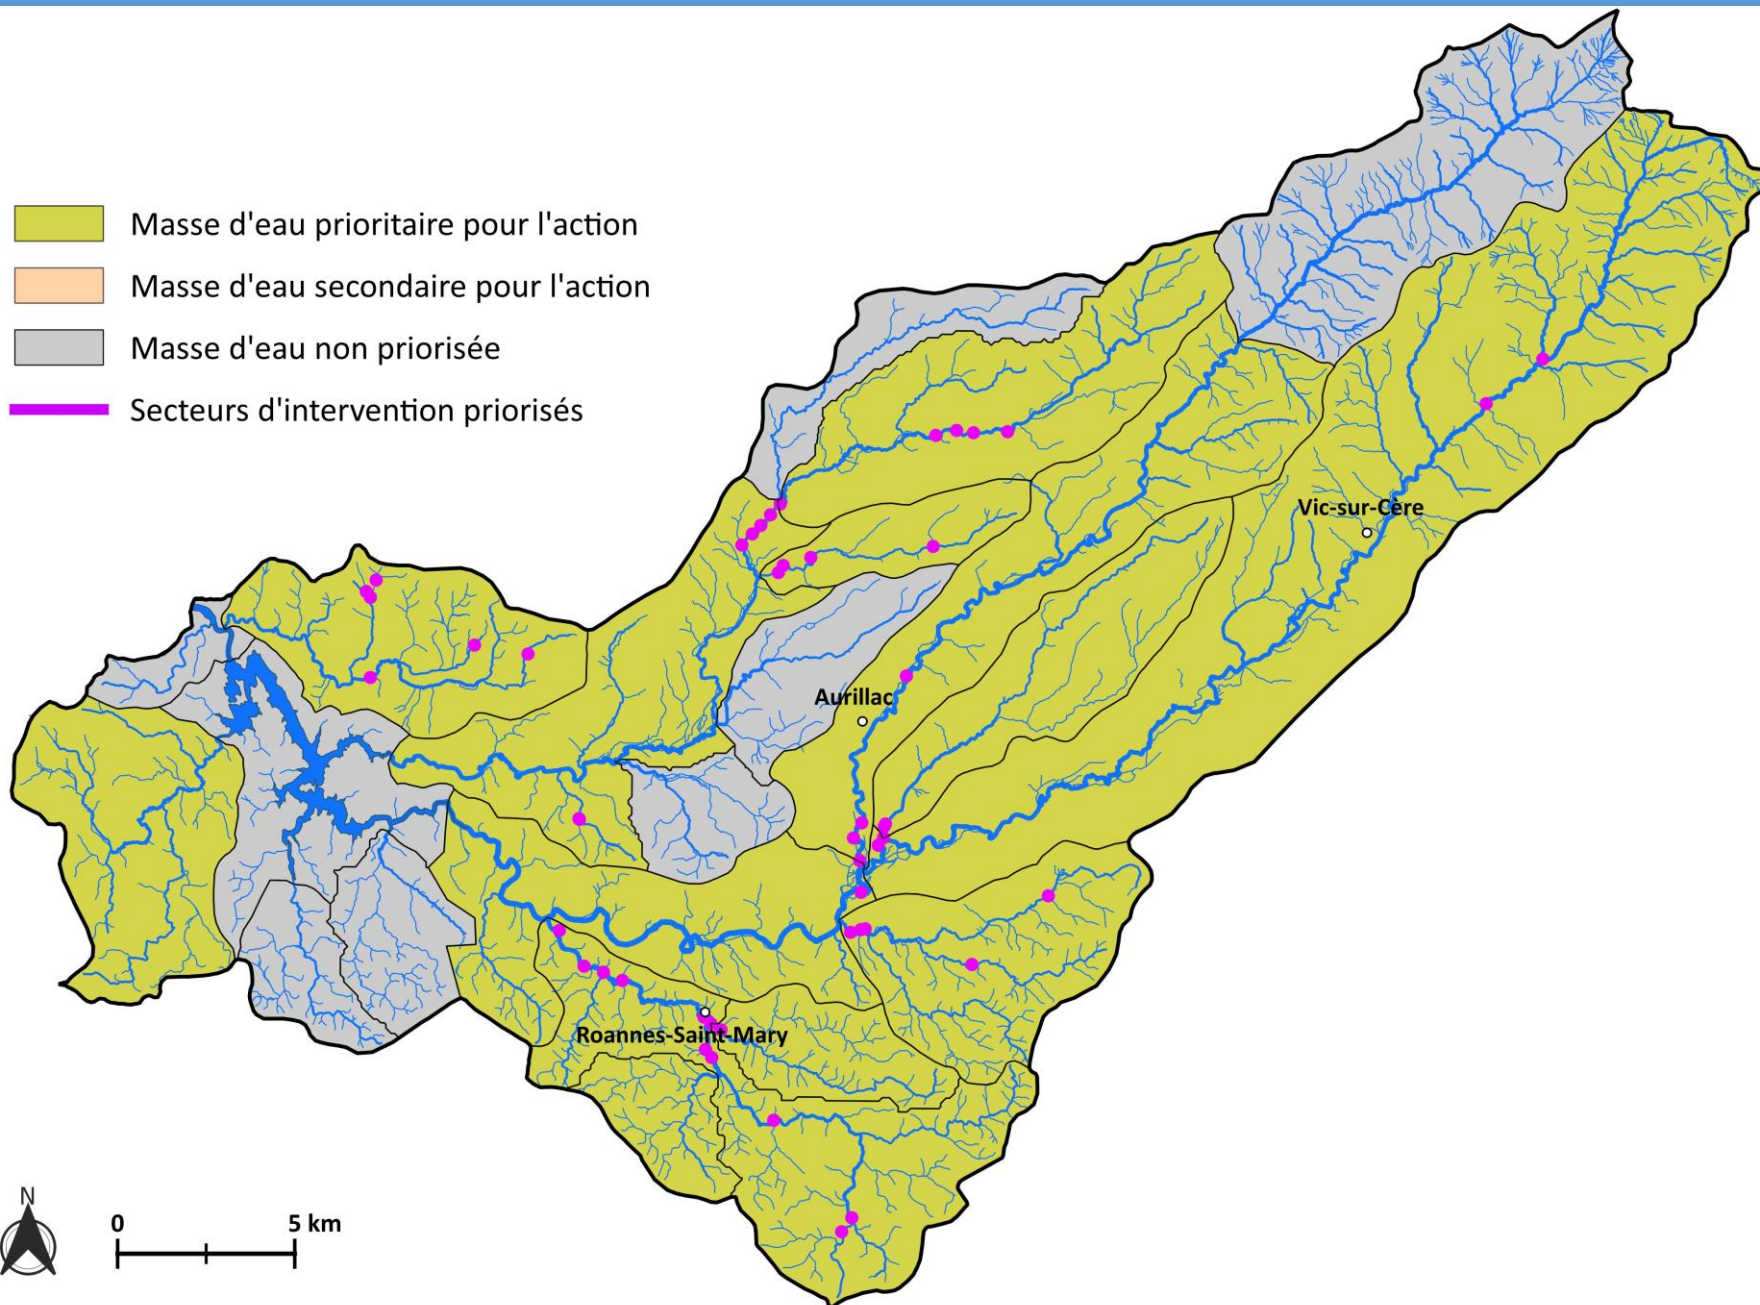 Masse d'eau prioritaire pour l'action
Masse d'eau secondaire pour l'action
Masse d'eau non priorisée
Secteurs d'intervention priorisés
Vic-sur-Cère
Aurillac
Roannes-Saint-Mary
N
0 5 km